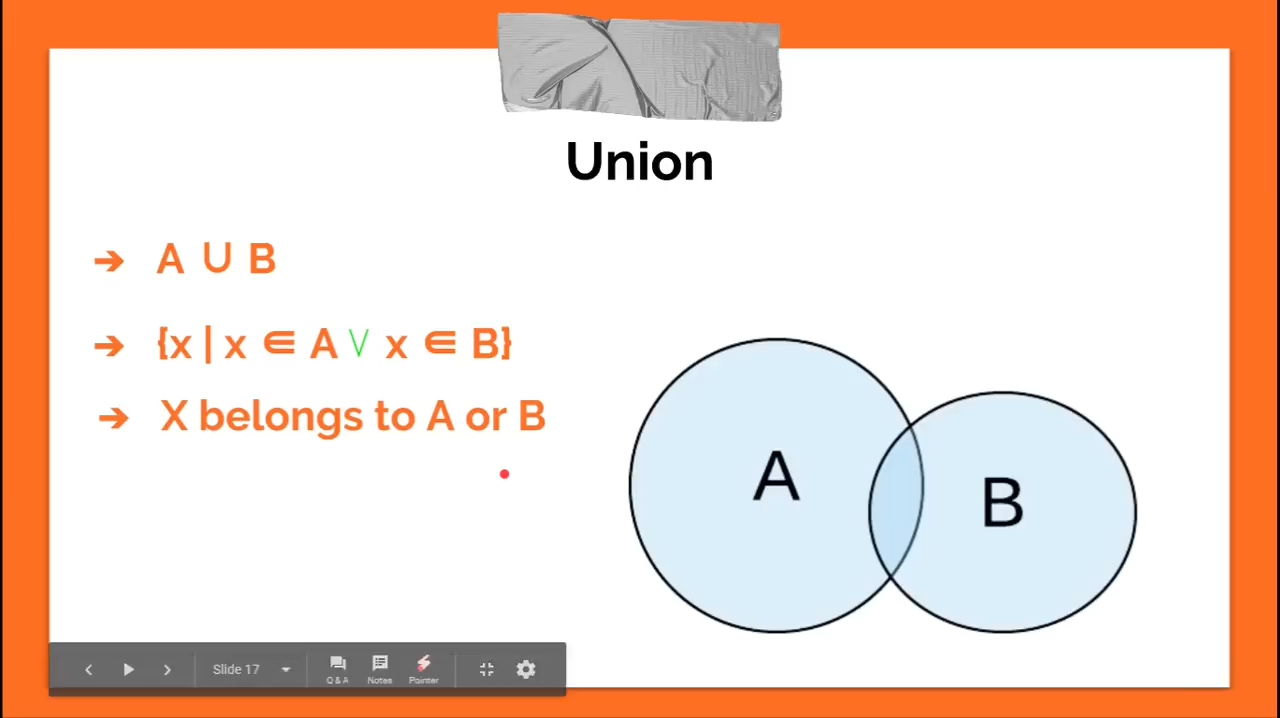 Union
➔ A ∪ B
➔ {x | x ∈ A ∨ x ∈ B}
➔ X belongs to A or B
A
B
Slide 17
Q & A Notes Pointer